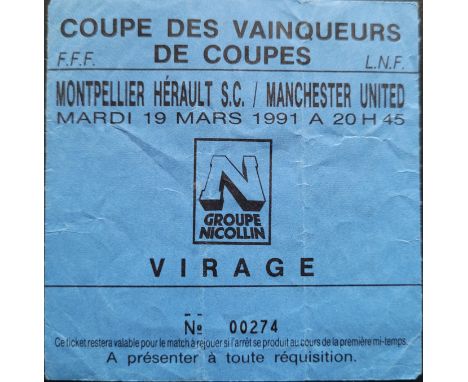 COUPE DES VAINQUEURS
DE COUPES
F.F.F. L.N.F.
MONTPELLIER HÉRAULT S.C. / MANCHESTER UNITED
MARDI 19 MARS 1991 A 20 H 45
N
GROUPE
NICOLLIN
VIRAGE
No 00274
Ce ticket restera valable pour le match à rejouer si l'arrêt se produit au cours de la première mi-temps.
A présenter à toute réquisition.